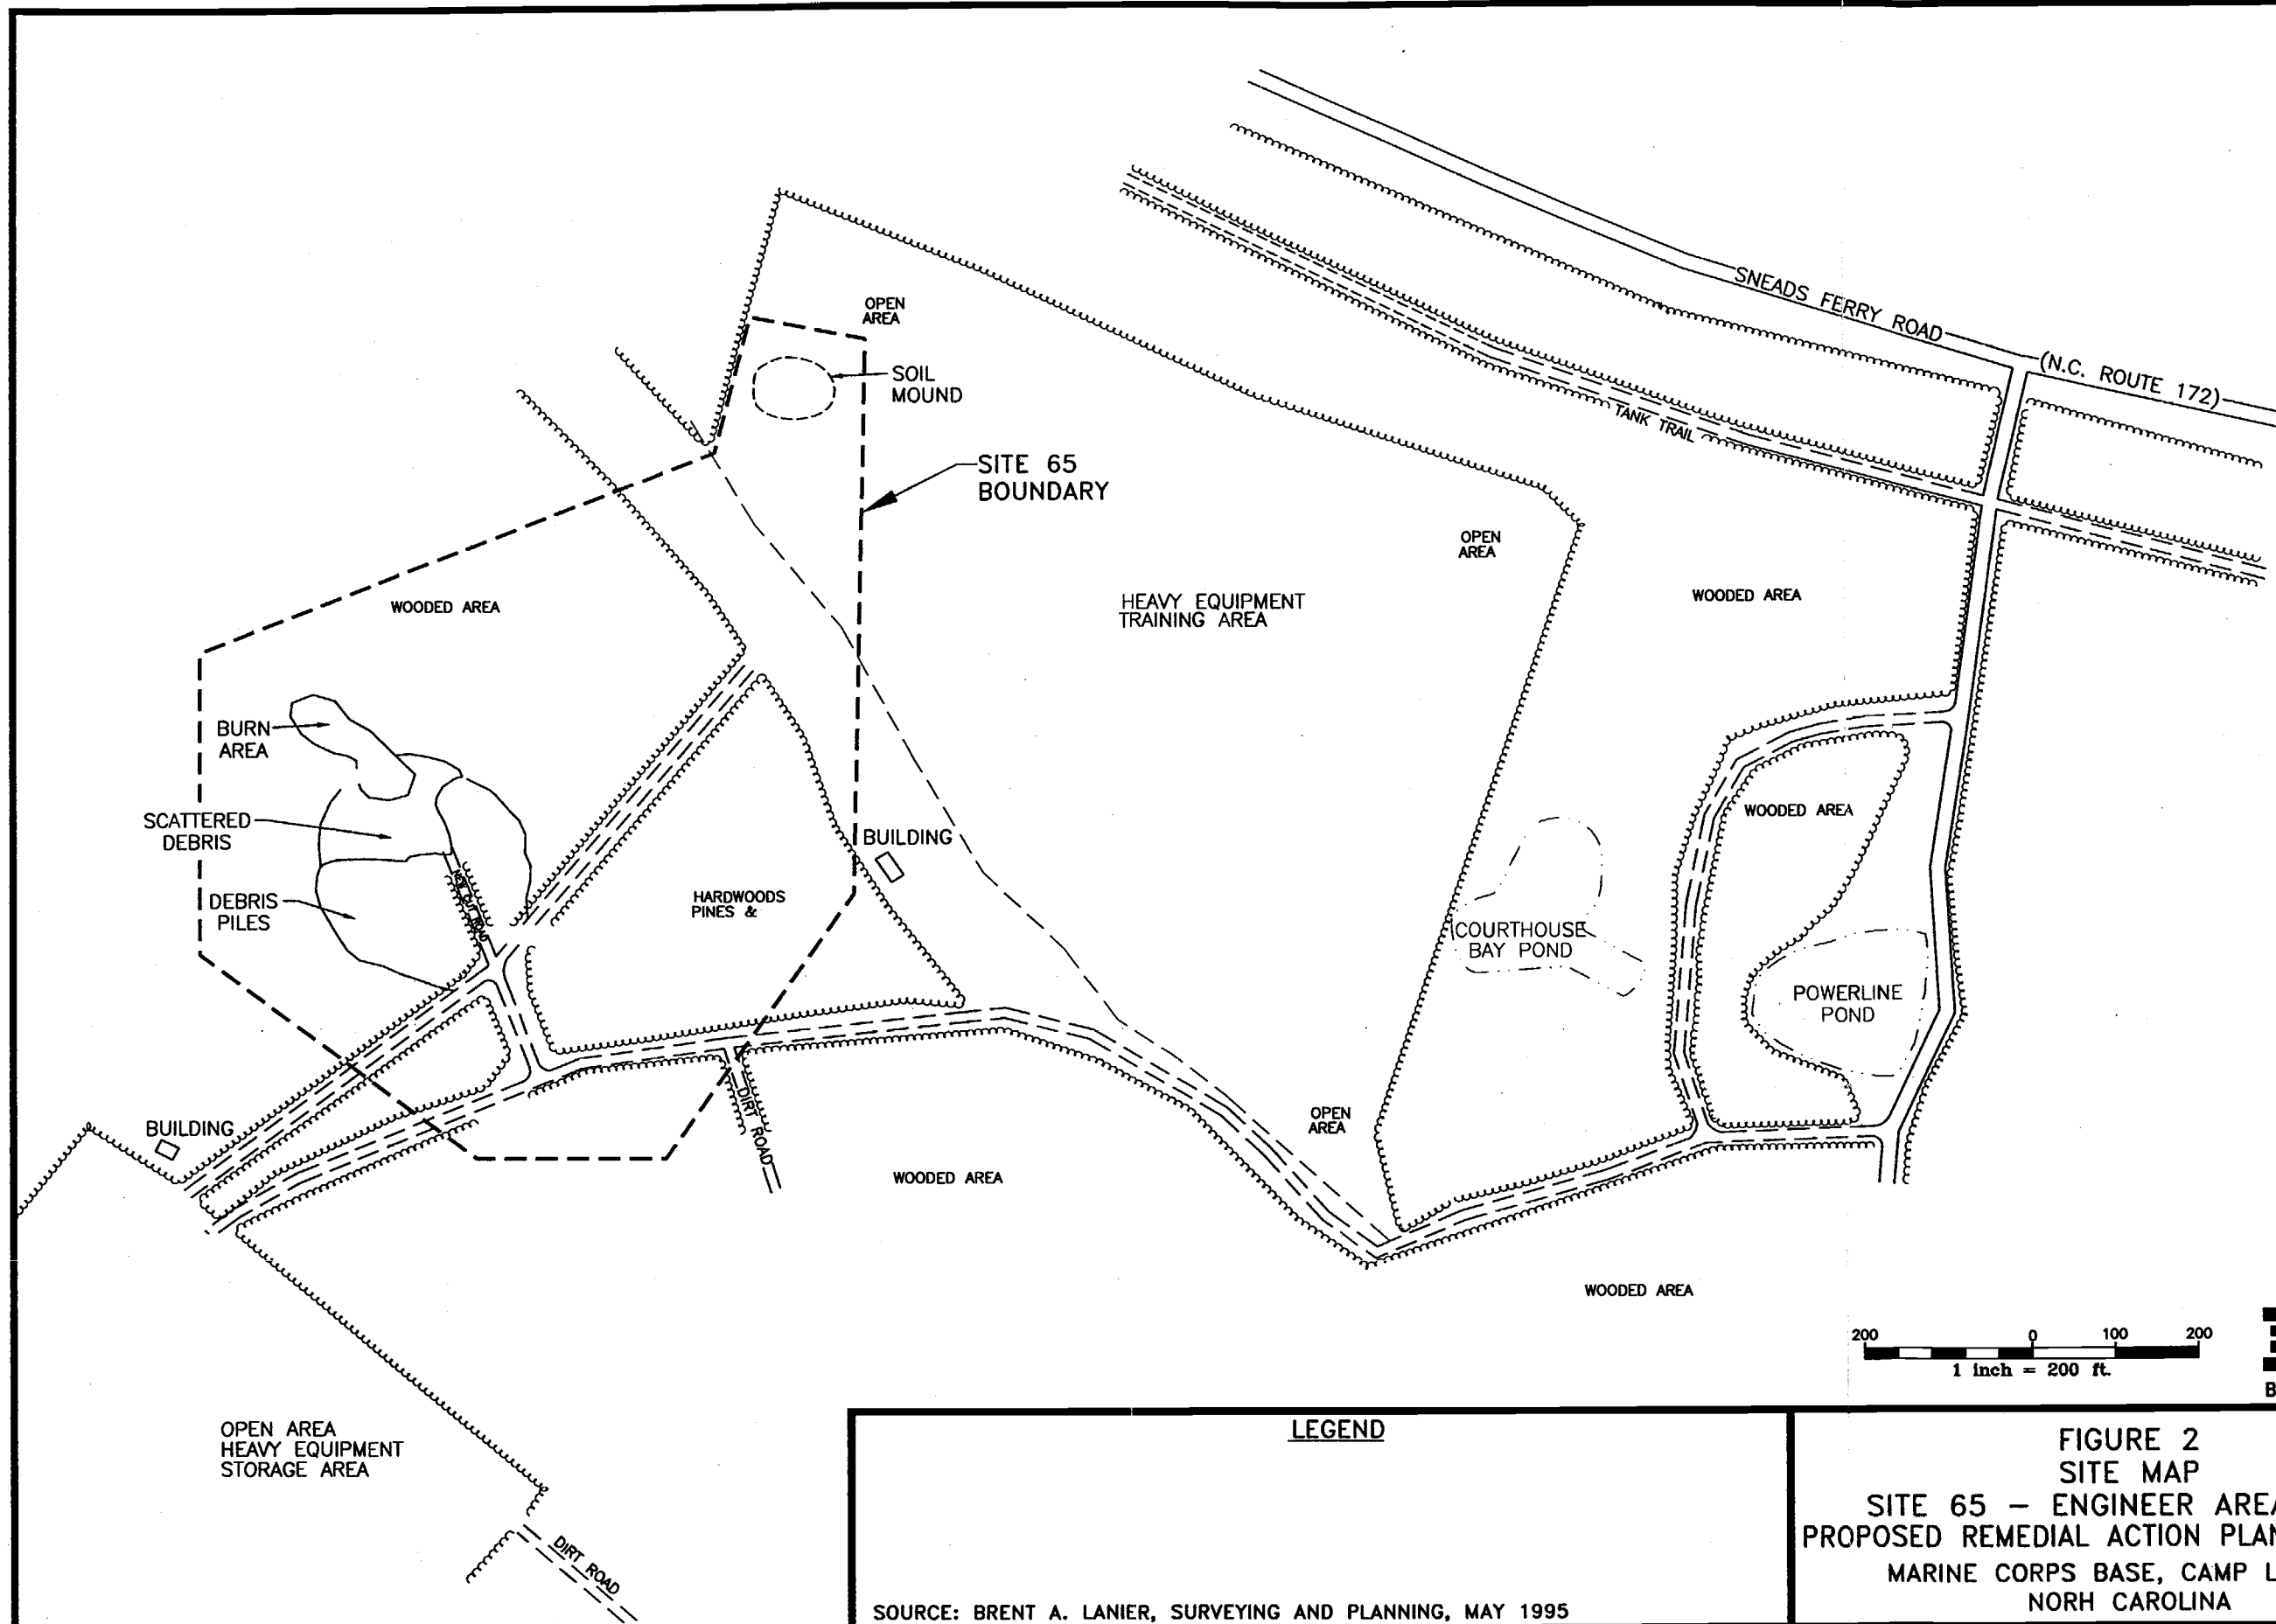 SNEADS FERRY ROAD
(N.C. ROUTE 172)
OPEN
AREA
SOIL
MOUND
TANK TRAIL
SITE 65
BOUNDARY
OPEN
AREA
WOODED AREA
HEAVY EQUIPMENT
TRAINING AREA
WOODED AREA
BURN
AREA
SCATTERED
DEBRIS
BUILDING
WOODED AREA
DEBRIS
PILES
HARDWOODS
PINES &
COURTHOUSE
BAY POND
POWERLINE
POND
BUILDING
DIRT ROAD
OPEN
AREA
WOODED AREA
WOODED AREA
200 0 100 200
1 inch = 200 ft.
B
OPEN AREA
HEAVY EQUIPMENT
STORAGE AREA
DIRT ROAD
LEGEND
SOURCE: BRENT A. LANIER, SURVEYING AND PLANNING, MAY 1995
FIGURE 2
SITE MAP
SITE 65 – ENGINEER AREA
PROPOSED REMEDIAL ACTION PLAN
MARINE CORPS BASE, CAMP L
NORH CAROLINA